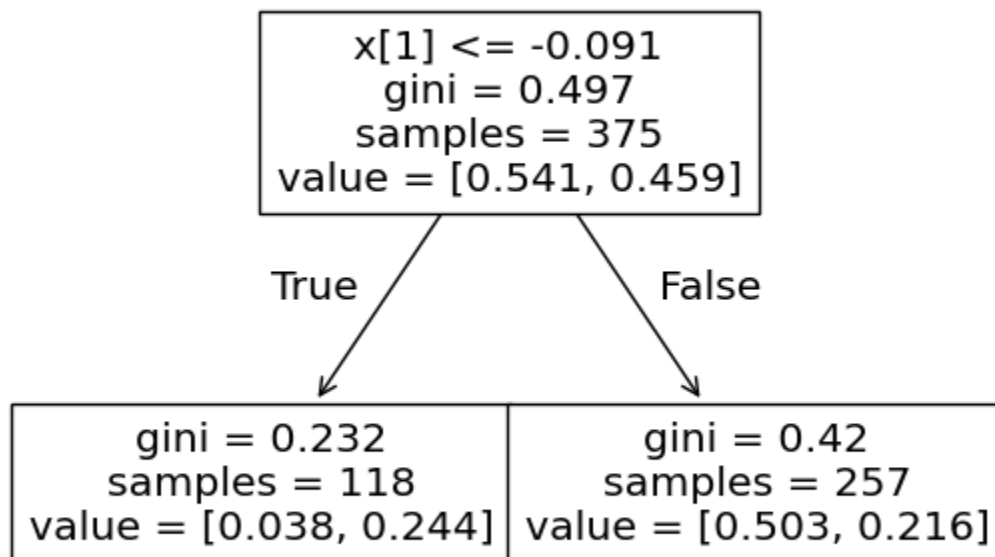 x[1] <= -0.091
gini = 0.497
samples = 375
value = [0.541, 0.459]
True
False
gini = 0.232
samples = 118
value = [0.038, 0.244]
gini = 0.42
samples = 257
value = [0.503, 0.216]